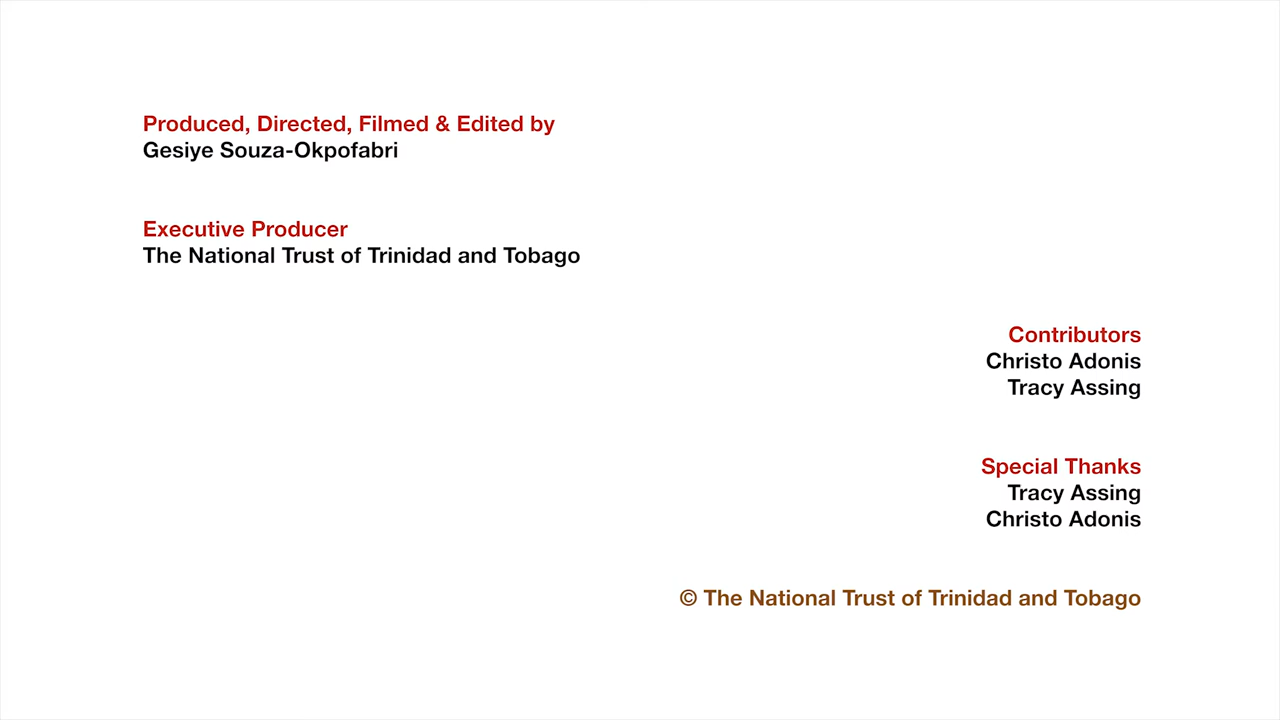 Produced, Directed, Filmed & Edited by
Gesiye Souza-Okpofabri
Executive Producer
The National Trust of Trinidad and Tobago
Contributors
Christo Adonis
Tracy Assing
Special Thanks
Tracy Assing
Christo Adonis
© The National Trust of Trinidad and Tobago